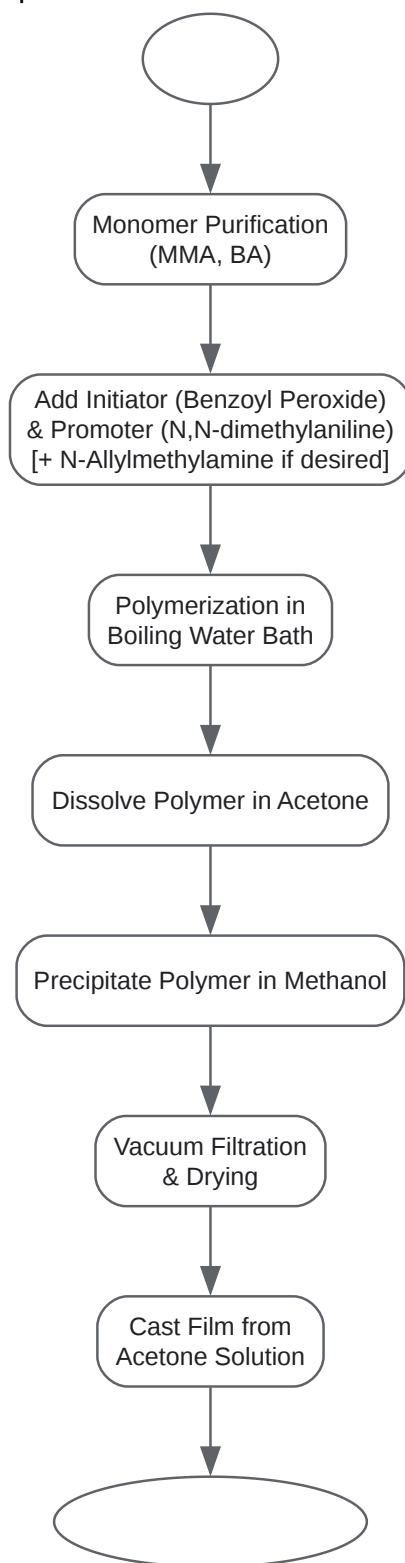 Monomer Purification
(MMA, BA)
Add Initiator (Benzoyl Peroxide)
& Promoter (N,N-dimethylaniline)
[+ N-Allylmethylamine if desired]
Polymerization in
Boiling Water Bath
Dissolve Polymer in Acetone
Precipitate Polymer in Methanol
Vacuum Filtration
& Drying
Cast Film from
Acetone Solution